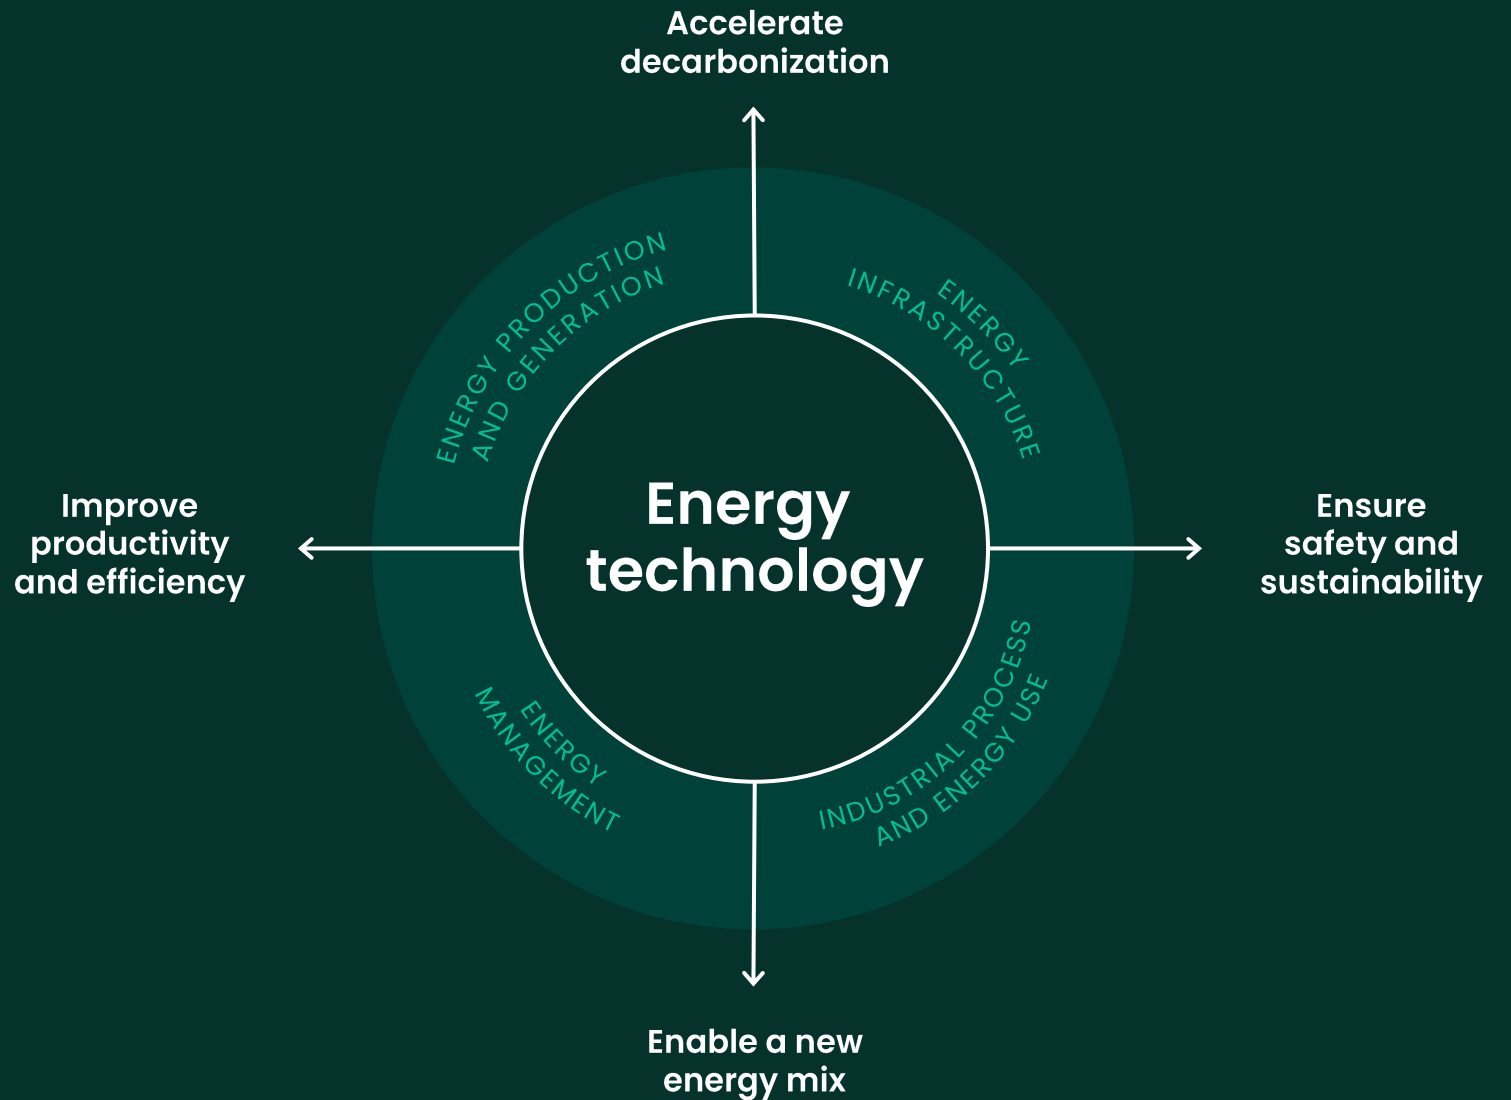 Accelerate
decarbonization
ENERGY PRODUCTION
AND GENERATION
ENERGY
INFRASTRUCTURE
Improve
productivity
and efficiency
Energy
technology
Ensure
safety and
sustainability
ENERGY
MANAGEMENT
INDUSTRIAL PROCESS
AND ENERGY USE
Enable a new
energy mix